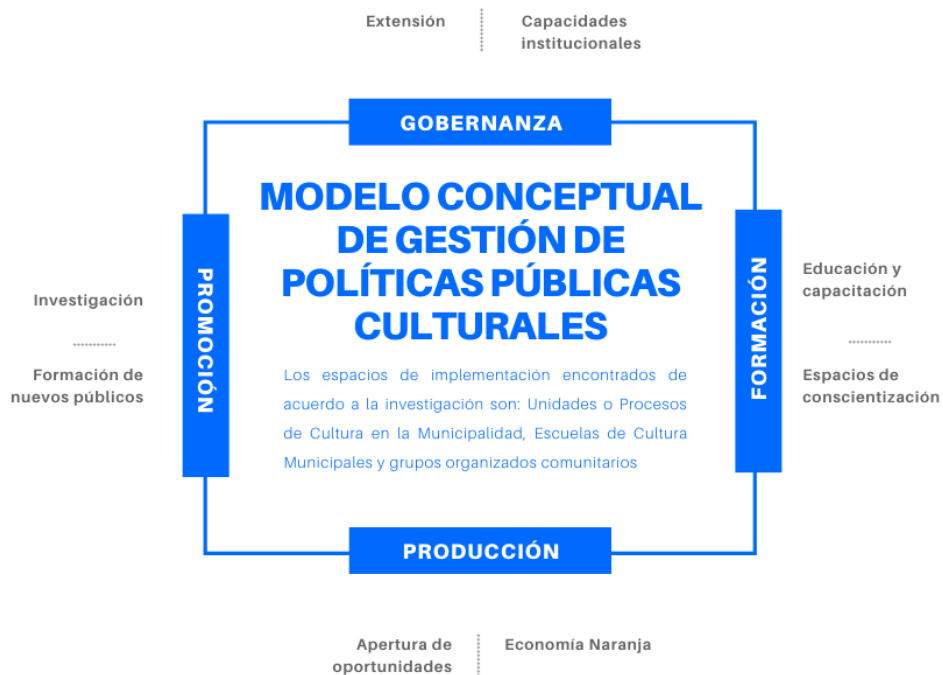 Extensión
Capacidades
institucionales
GOBERNANZA
MODELO CONCEPTUAL
DE GESTIÓN DE
POLÍTICAS PÚBLICAS
CULTURALES
Los espacios de implementación encontrados de
acuerdo a la investigación son: Unidades o Procesos
de Cultura en la Municipalidad, Escuelas de Cultura
Municipales y grupos organizados comunitarios
PROMOCIÓN
Investigación
Formación de
nuevos públicos
FORMACIÓN
Educación y
capacitación
Espacios de
conscientización
PRODUCCIÓN
Apertura de
oportunidades
Economía Naranja